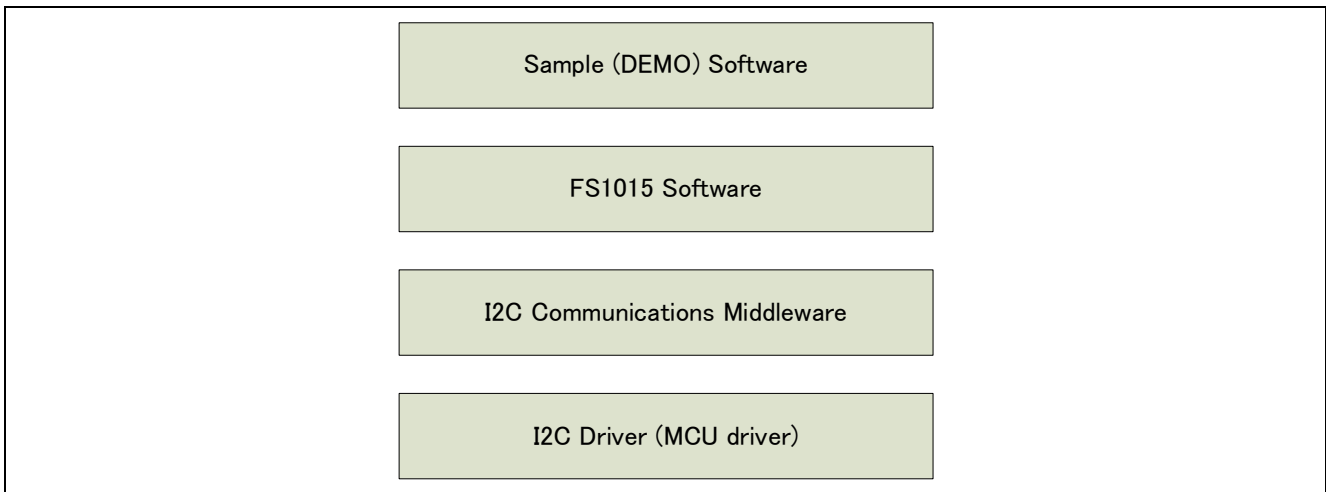 Sample (DEMO) Software
FS1015 Software
I2C Communications Middleware
I2C Driver (MCU driver)